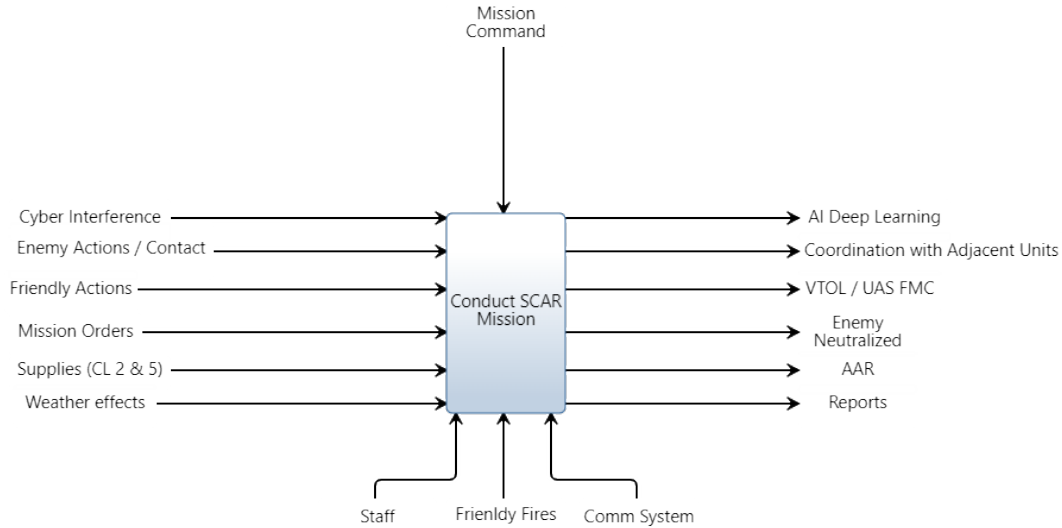 Mission
Command
Cyber Interference
AI Deep Learning
Enemy Actions / Contact
Coordination with Adjacent Units
Friendly Actions
VTOL / UAS FMC
Conduct SCAR
Mission
Mission Orders
Enemy
Neutralized
Supplies (CL 2 & 5)
AAR
Weather effects
Reports
Staff
Frienldy Fires
Comm System